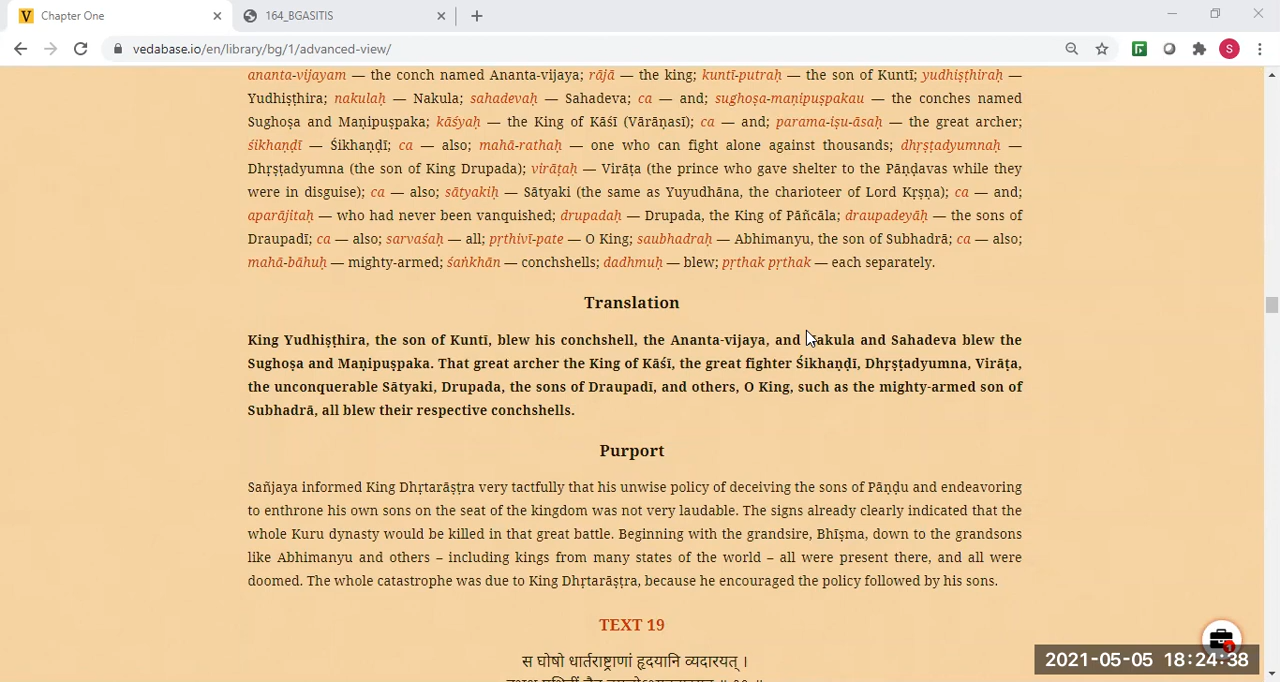 Chapter One
164_BGASITIS
vedabase.io/en/library/bg/1/advanced-view/
S
ananta-vijayam — the conch named Ananta-vijaya; rājā — the king; kuntī-putraḥ — the son of Kuntī; yudhiṣṭhiraḥ —
Yudhiṣṭhira; nakulaḥ — Nakula; sahadevaḥ — Sahadeva; ca — and; sughoṣa-maṇipuṣpakau — the conches named
Sughoṣa and Maṇipuṣpaka; kāśyaḥ — the King of Kāśī (Vārāṇasī); ca — and; parama-iṣu-āsaḥ — the great archer;
śikhaṇḍī — Śikhaṇḍī; ca — also; mahā-rathaḥ — one who can fight alone against thousands; dhṛṣṭadyumnaḥ —
Dhṛṣṭadyumna (the son of King Drupada); virāṭaḥ — Virāṭa (the prince who gave shelter to the Pāṇḍavas while they
were in disguise); ca — also; sātyakiḥ — Sātyaki (the same as Yuyudhāna, the charioteer of Lord Kṛṣṇa); ca — and;
aparājitaḥ — who had never been vanquished; drupadaḥ — Drupada, the King of Pāñcāla; draupadeyāḥ — the sons of
Draupadī; ca — also; sarvaśaḥ — all; pṛthivī-pate — O King; saubhadraḥ — Abhimanyu, the son of Subhadrā; ca — also;
mahā-bāhuḥ — mighty-armed; śaṅkhān — conchshells; dadhmuḥ — blew; pṛthak pṛthak — each separately.
Translation
King Yudhiṣṭhira, the son of Kuntī, blew his conchshell, the Ananta-vijaya, and Nakula and Sahadeva blew the
Sughoṣa and Maṇipuṣpaka. That great archer the King of Kāśī, the great fighter Śikhaṇḍī, Dhṛṣṭadyumna, Virāṭa,
the unconquerable Sātyaki, Drupada, the sons of Draupadī, and others, O King, such as the mighty-armed son of
Subhadrā, all blew their respective conchshells.
Purport
Sañjaya informed King Dhṛtarāṣṭra very tactfully that his unwise policy of deceiving the sons of Pāṇḍu and endeavoring
to enthrone his own sons on the seat of the kingdom was not very laudable. The signs already clearly indicated that the
whole Kuru dynasty would be killed in that great battle. Beginning with the grandsire, Bhīṣma, down to the grandsons
like Abhimanyu and others – including kings from many states of the world – all were present there, and all were
doomed. The whole catastrophe was due to King Dhṛtarāṣṭra, because he encouraged the policy followed by his sons.
TEXT 19
स घोषो धार्तराष्ट्राणां हृदयानि व्यदारयत् ।
1
2021-05-05 18:24:38